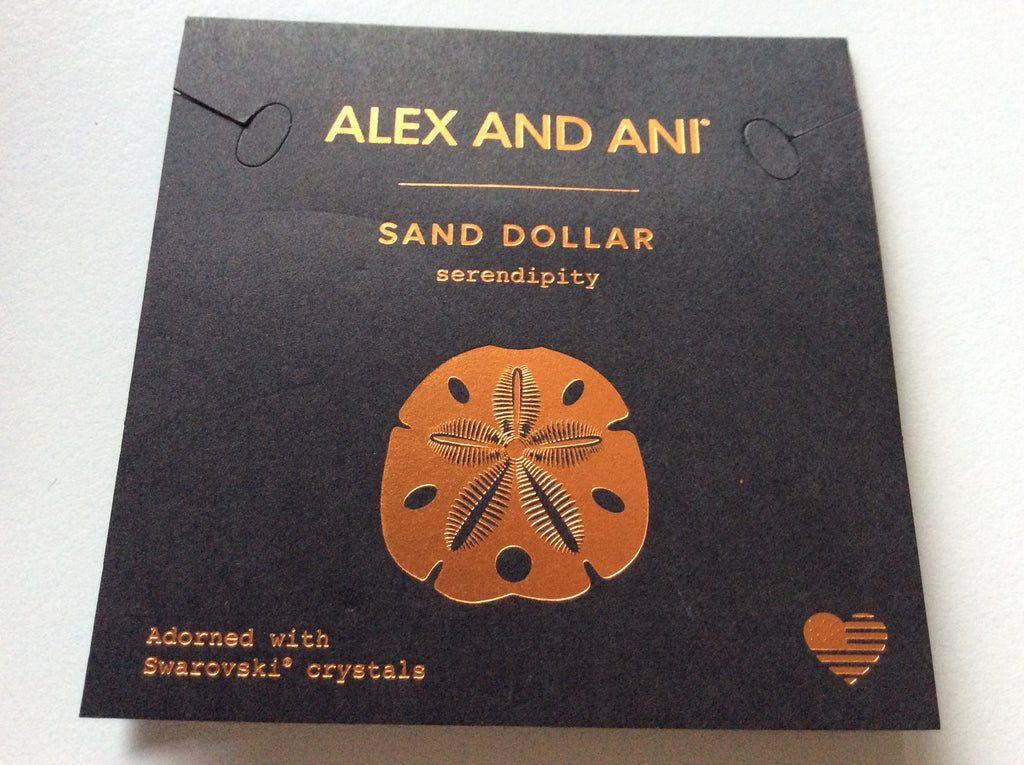 ALEX AND ANI®
SAND DOLLAR
serendipity
Adorned with
Swarovski® crystals